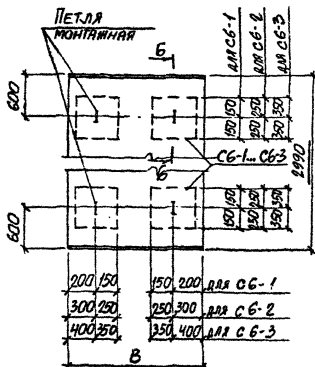 ПЕТЛЯ
МОНТАЖНАЯ
Б
ДЛЯ С6-1
ДЛЯ С6-2
ДЛЯ С6-3
600
150 250 350
150 250 350
С6-1... С6-3
2990
Б
150 250 350
150 250 350
600
200 150 150 200 ДЛЯ С6-1
300 250 250 300 ДЛЯ С6-2
400 350 350 400 ДЛЯ С6-3
В